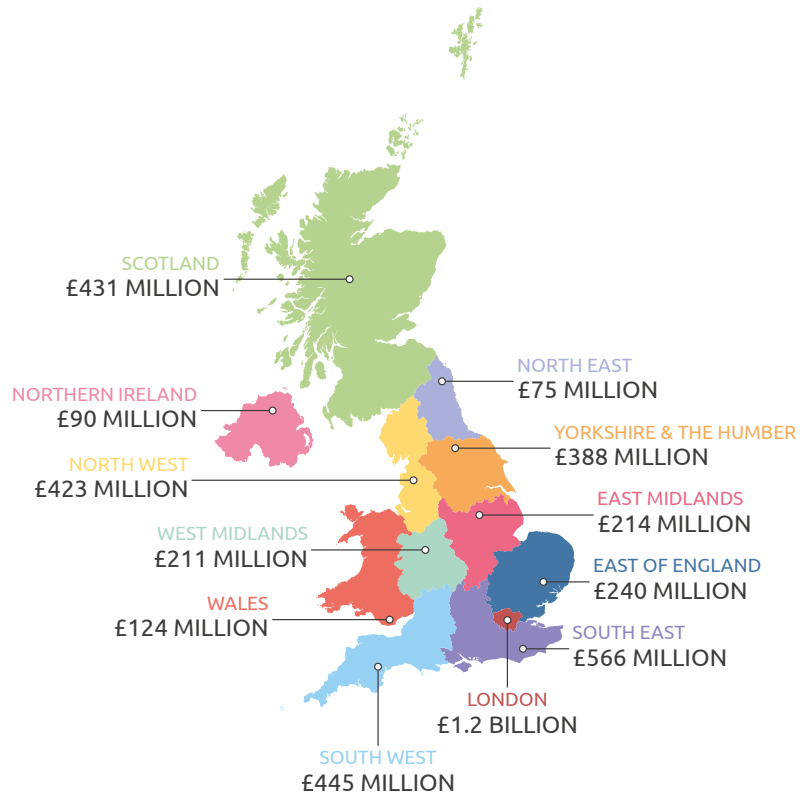 SCOTLAND
£431 MILLION
NORTH EAST
£75 MILLION
NORTHERN IRELAND
£90 MILLION
YORKSHIRE & THE HUMBER
£388 MILLION
NORTH WEST
£423 MILLION
EAST MIDLANDS
£214 MILLION
WEST MIDLANDS
£211 MILLION
EAST OF ENGLAND
£240 MILLION
WALES
£124 MILLION
SOUTH EAST
£566 MILLION
LONDON
£1.2 BILLION
SOUTH WEST
£445 MILLION